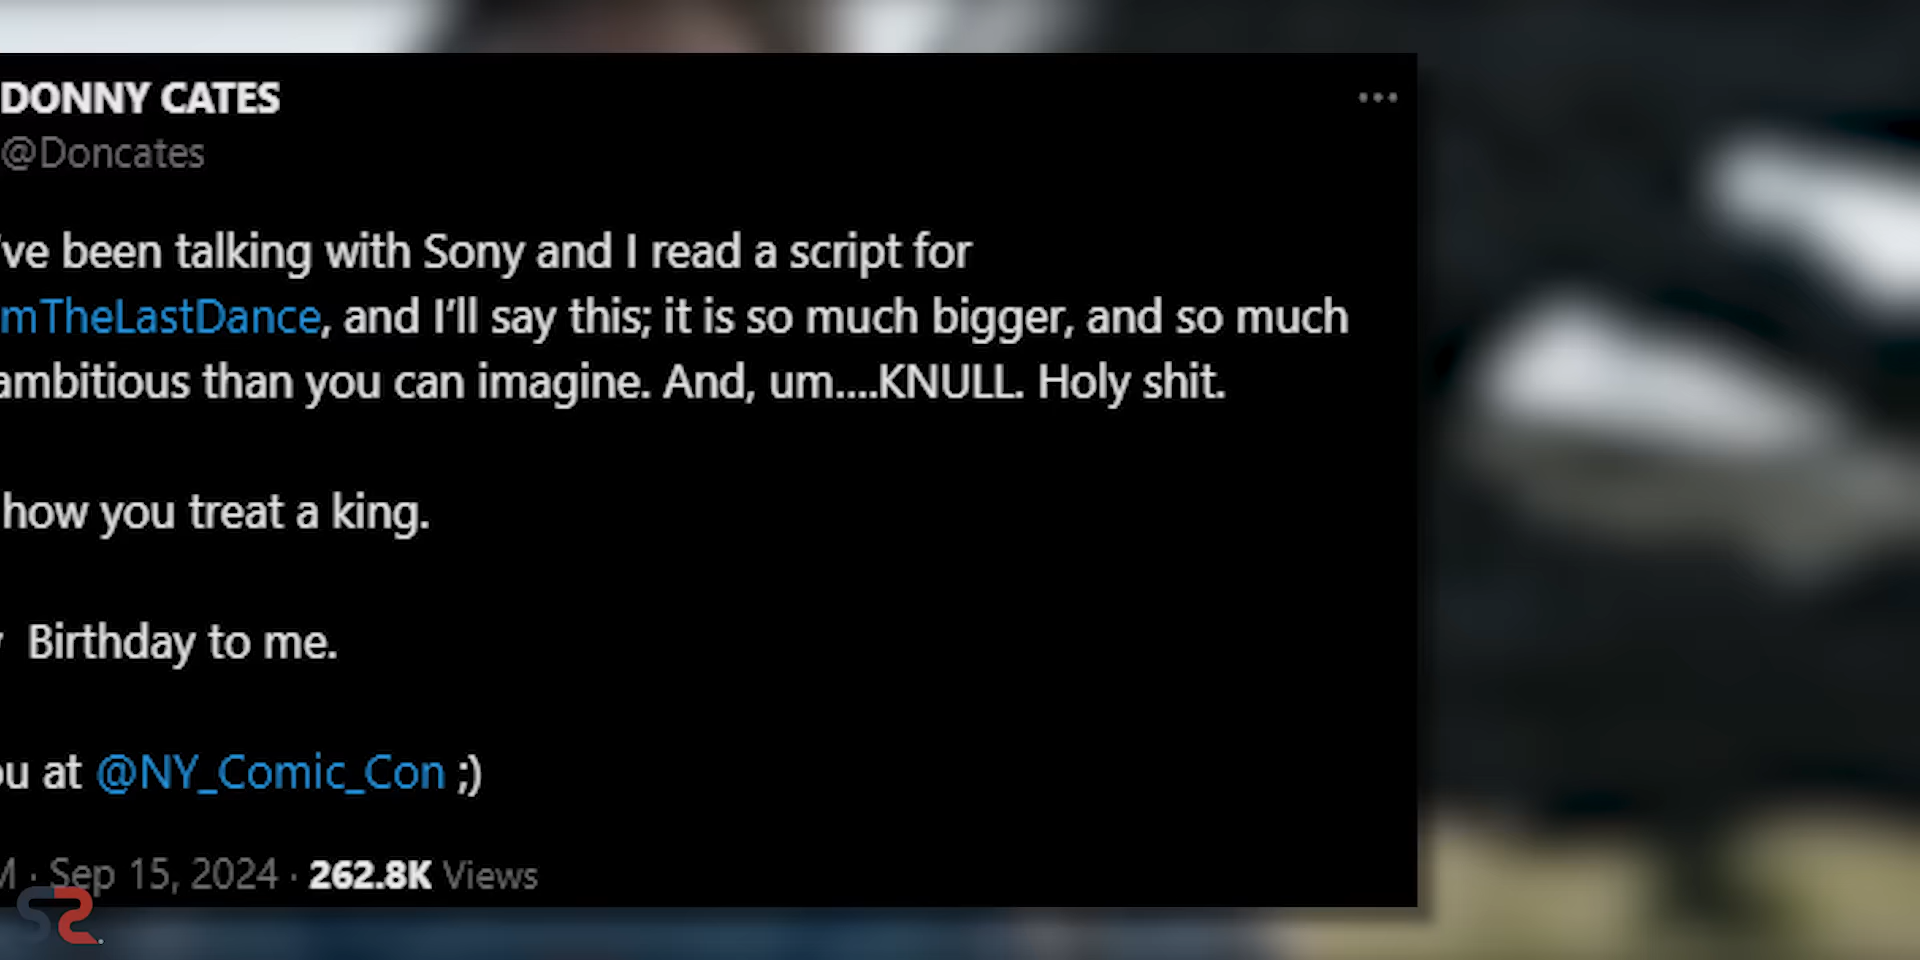 DONNY CATES
@Doncates
've been talking with Sony and I read a script for
mTheLastDance, and I'll say this; it is so much bigger, and so much
ambitious than you can imagine. And, um....KNULL. Holy shit.
how you treat a king.
Birthday to me.
ou at @NY_Comic_Con ;)
M · Sep 15, 2024 · 262.8K Views